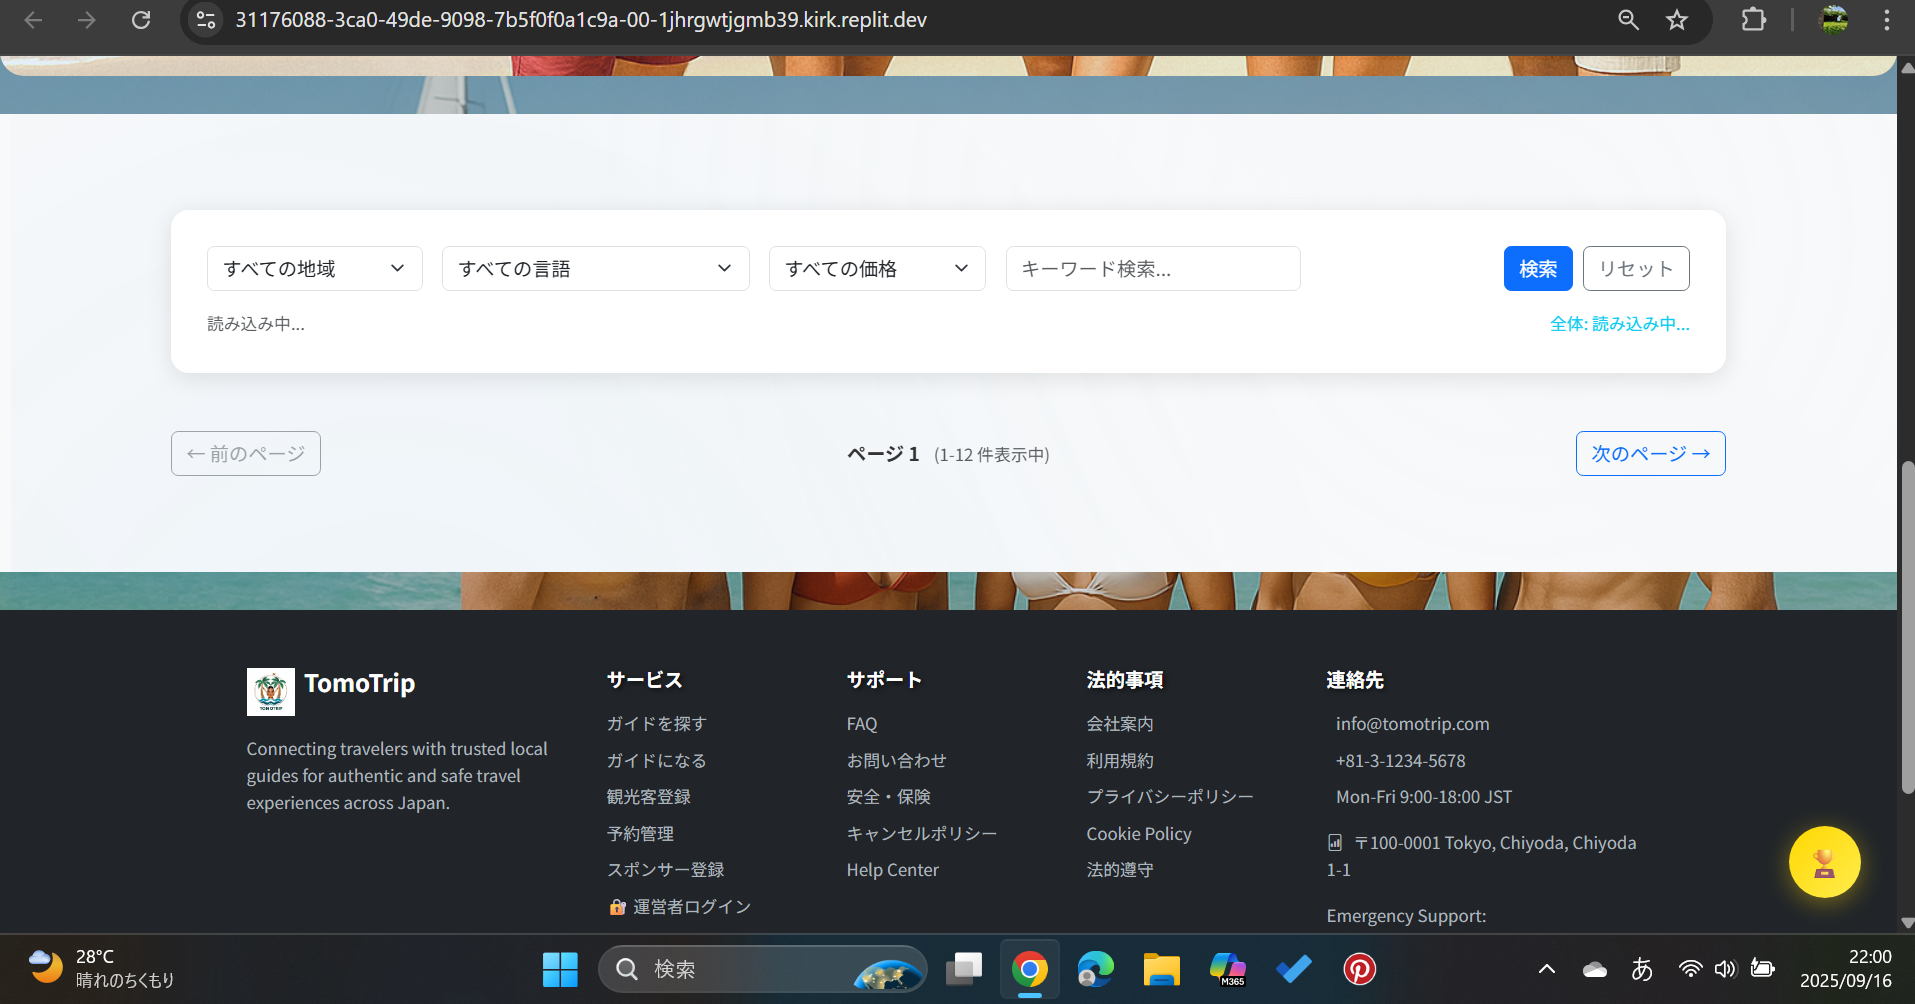 31176088-3ca0-49de-9098-7b5f0f0a1c9a-00-1jhrgwtjgmb39.kirk.replit.dev
すべての地域
すべての言語
すべての価格
キーワード検索...
検索
リセット
読み込み中...
全体: 読み込み中...
← 前のページ
ページ 1 (1-12 件表示中)
次のページ →
TomoTrip
Connecting travelers with trusted local
guides for authentic and safe travel
experiences across Japan.
サービス
ガイドを探す
ガイドになる
観光客登録
予約管理
スポンサー登録
運営者ログイン
サポート
FAQ
お問い合わせ
安全・保険
キャンセルポリシー
Help Center
法的事項
会社案内
利用規約
プライバシーポリシー
Cookie Policy
法的遵守
連絡先
info@tomotrip.com
+81-3-1234-5678
Mon-Fri 9:00-18:00 JST
〒100-0001 Tokyo, Chiyoda, Chiyoda
1-1
Emergency Support:
28°C
晴れのちくもり
検索
M365
あ
22:00
2025/09/16